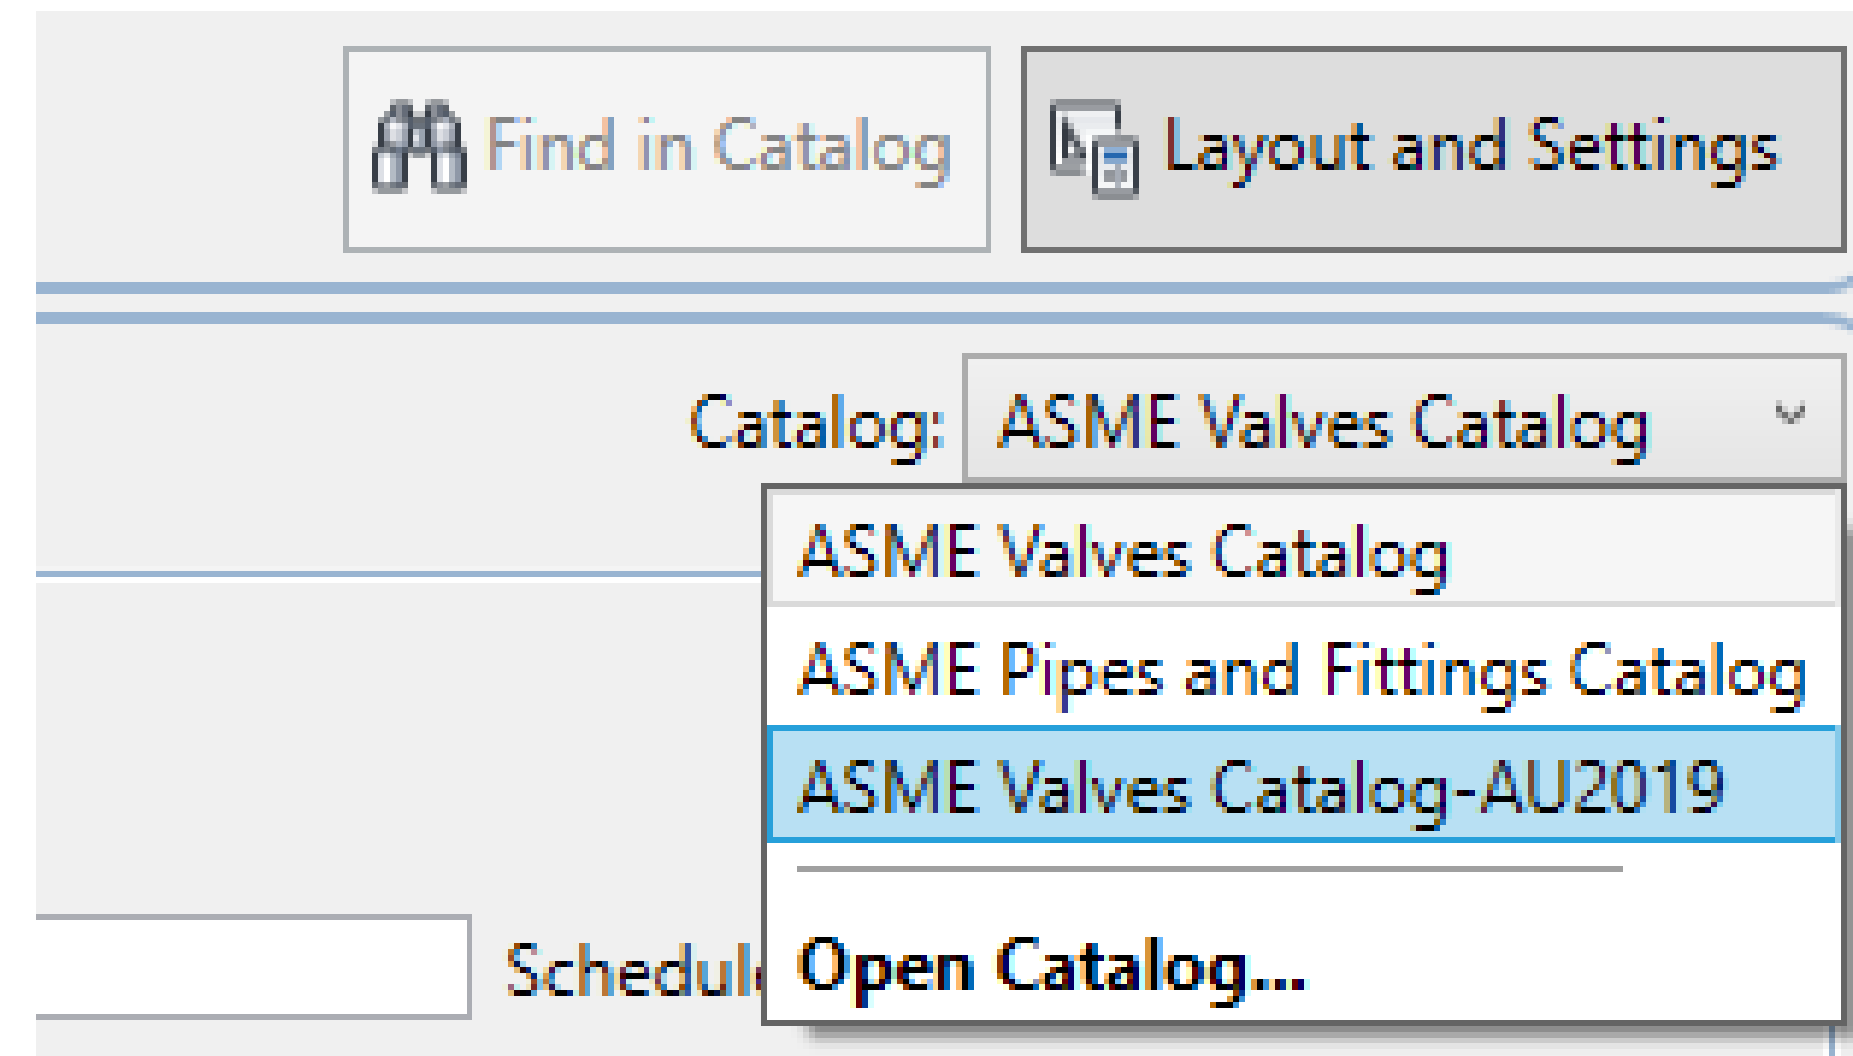 Find in Catalog
Layout and Settings
Catalog: ASME Valves Catalog
ASME Valves Catalog
ASME Pipes and Fittings Catalog
ASME Valves Catalog-AU2019
Open Catalog...